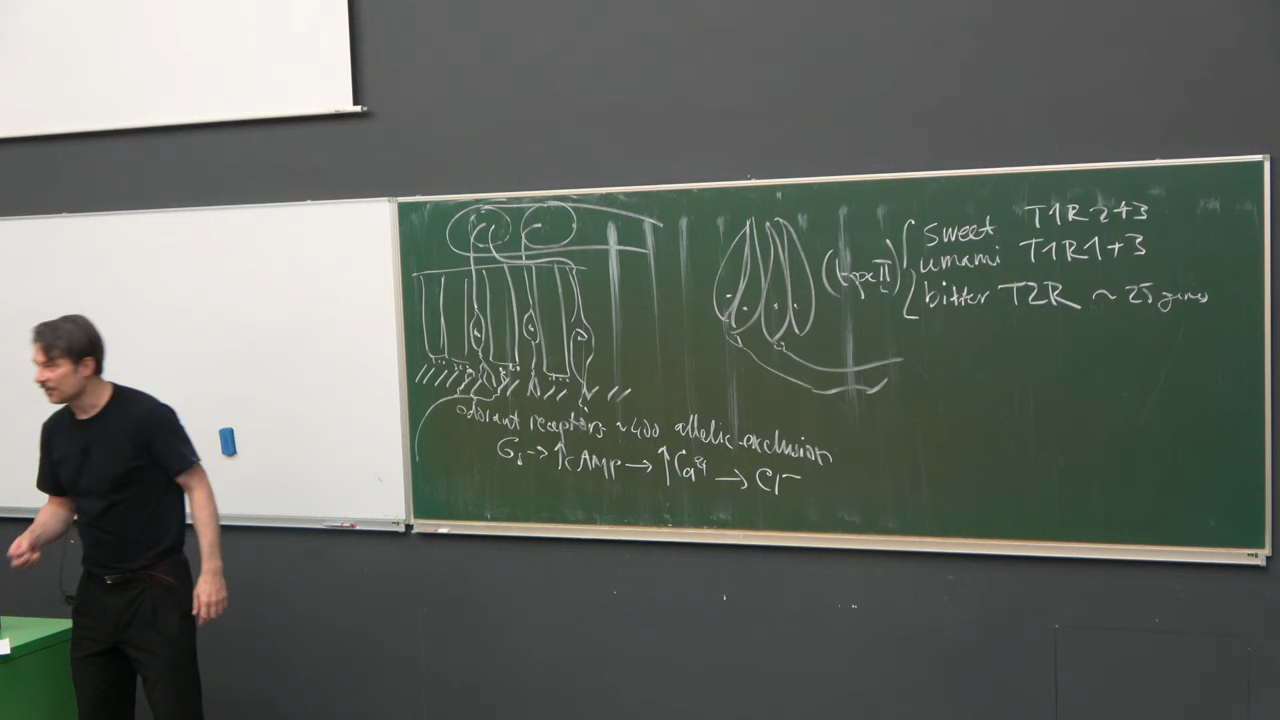 odorant receptors ~400 allelic exclusion
→ ↑cAMP → ↑Ca²⁺ → Cl⁻
(type II)
sweet T1R2+3
umami T1R1+3
bitter T2R ~25 genes